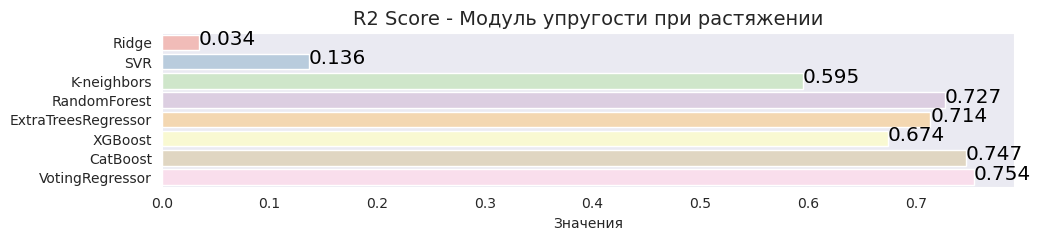 R2 Score - Модуль упругости при растяжении
Ridge 0.034
SVR 0.136
K-neighbors 0.595
RandomForest 0.727
ExtraTreesRegressor 0.714
XGBoost 0.674
CatBoost 0.747
VotingRegressor 0.754
0.0 0.1 0.2 0.3 0.4 0.5 0.6 0.7
Значения